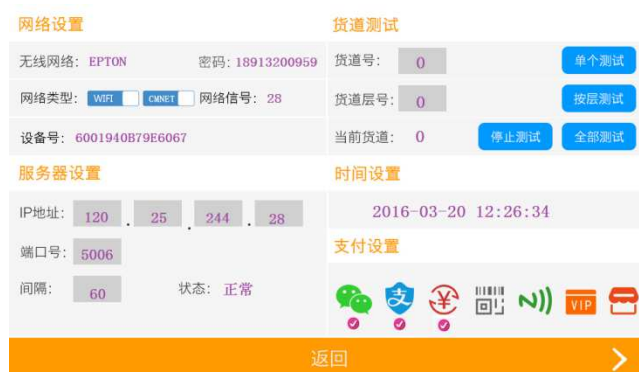 网络设置
无线网络: EPTON 密码: 18913200959
网络类型: WIFI CMNET 网络信号: 28
设备号: 6001940B79E6067
服务器设置
IP地址: 120 . 25 . 244 . 28
端口号: 5006
间隔: 60 状态: 正常
货道测试
货道号: 0 单个测试
货道层号: 0 按层测试
当前货道: 0 停止测试 全部测试
时间设置
2016-03-20 12:26:34
支付设置
支 ¥ VIP
返回